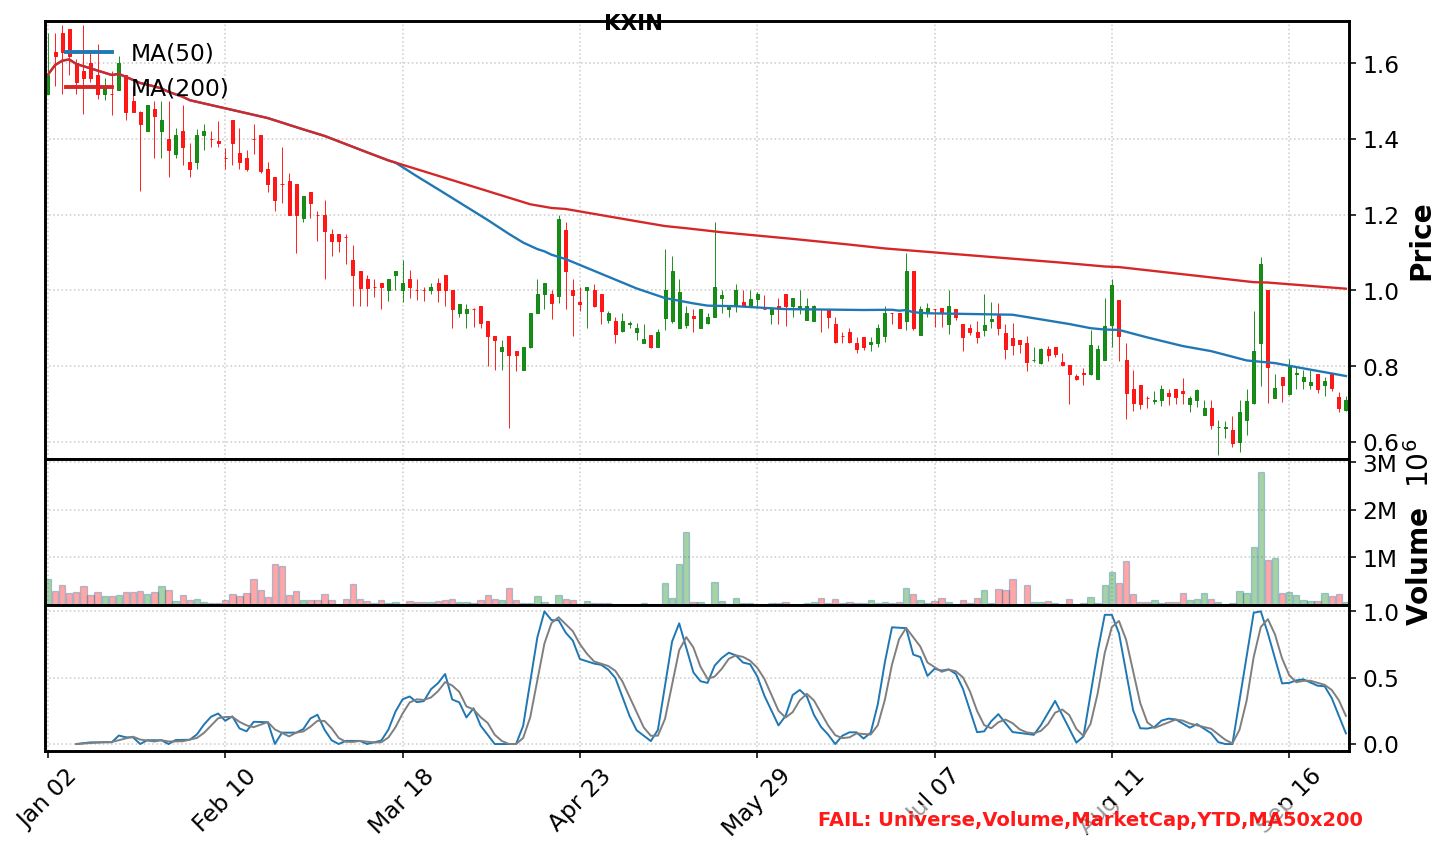 KXIN
MA(50)
MA(200)
1.6
1.4
1.2
1.0
0.8
0.6
Price
3M
2M
1M
Volume 10^6
1.0
0.5
0.0
Jan 02
Feb 10
Mar 18
Apr 23
May 29
Jul 07
Aug 11
Sep 16
FAIL: Universe,Volume,MarketCap,YTD,MA50x200